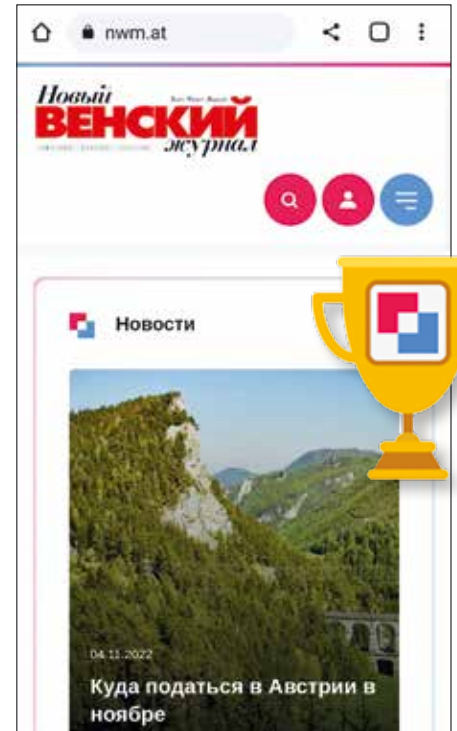 nwm.at
Новый
ВЕНСКИЙ
журнал
Новости
04.11.2022
Куда податься в Австрии в
ноябре